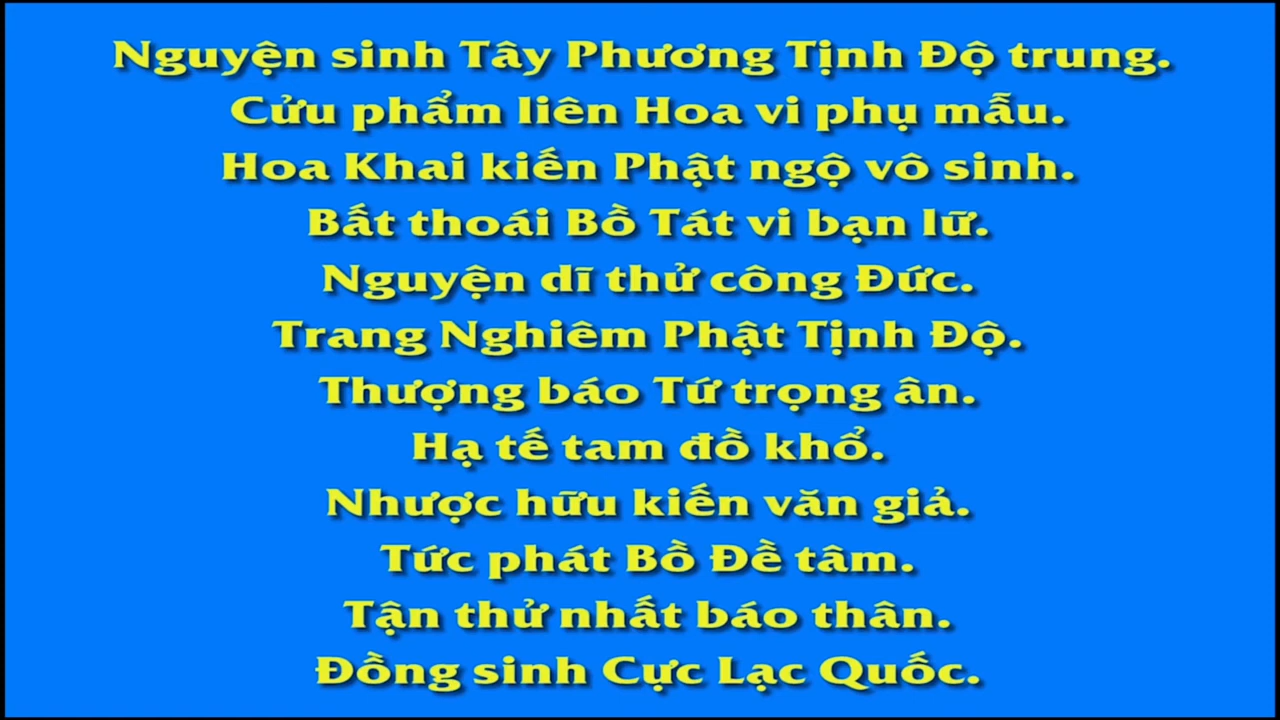 Nguyện sinh Tây Phương Tịnh Độ trung.
Cửu phẩm liên Hoa vi phụ mẫu.
Hoa Khai kiến Phật ngộ vô sinh.
Bất thoái Bồ Tát vi bạn lữ.
Nguyện dĩ thử công Đức.
Trang Nghiêm Phật Tịnh Độ.
Thượng báo Tứ trọng ân.
Hạ tế tam đồ khổ.
Nhược hữu kiến văn giả.
Tức phát Bồ Đề tâm.
Tận thử nhất báo thân.
Đồng sinh Cực Lạc Quốc.